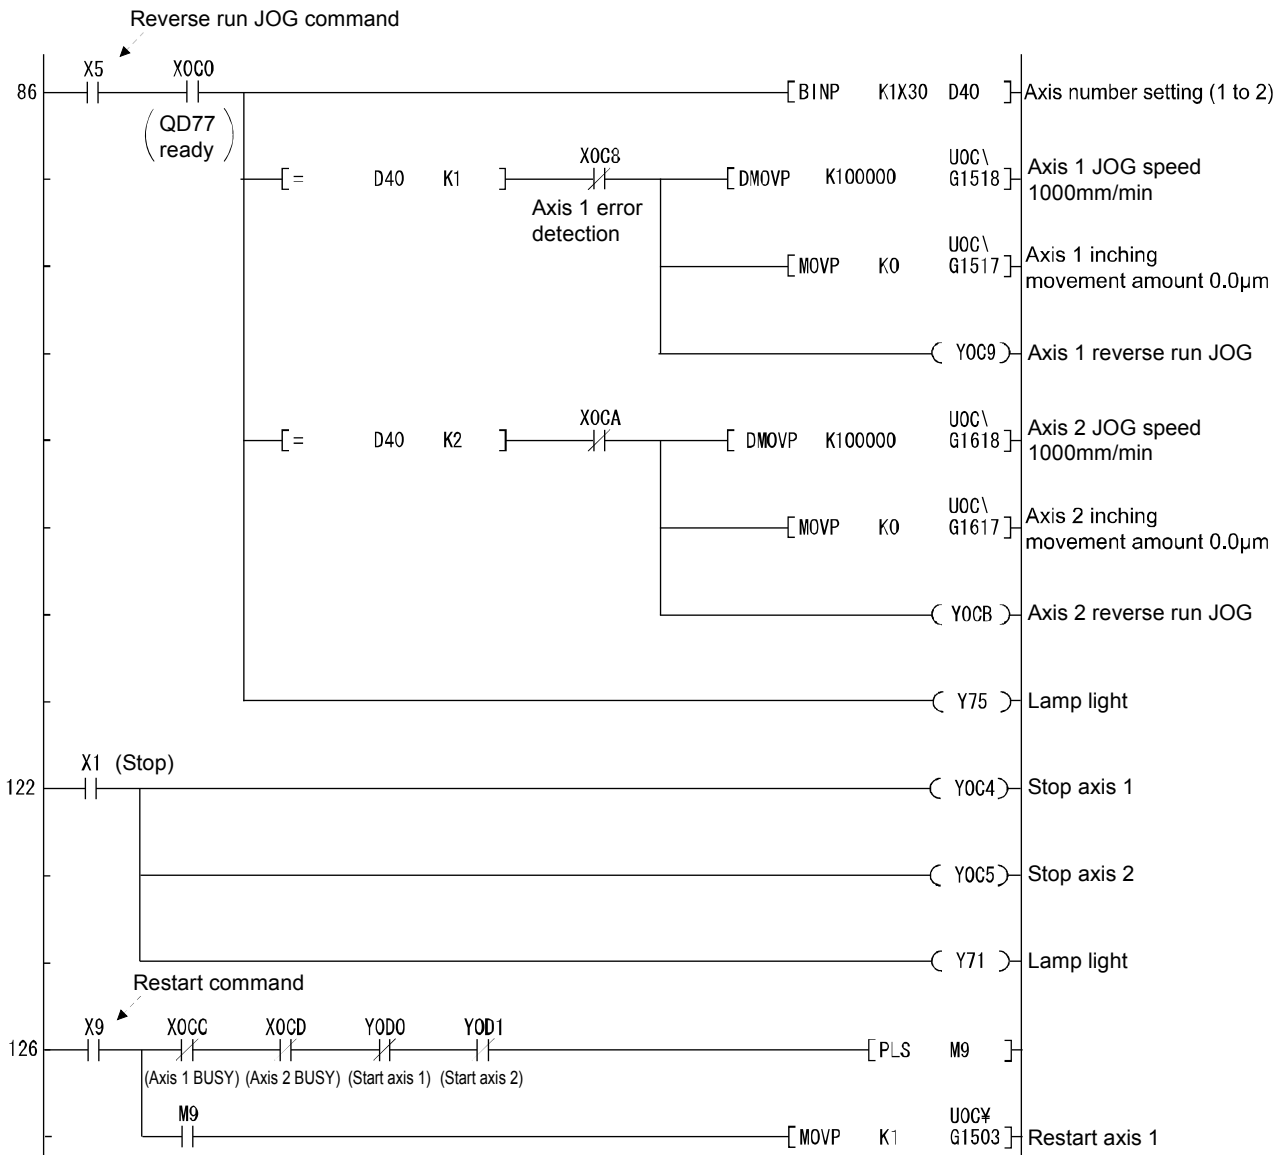 Reverse run JOG command
86 X5 X0C0 [BINP K1X30 D40 ] Axis number setting (1 to 2)
(QD77 ready)
[= D40 K1 ] X0C8 [DMOVP K100000 U0C\G1518] Axis 1 JOG speed
1000mm/min
Axis 1 error
detection
[MOVP K0 U0C\G1517] Axis 1 inching
movement amount 0.0µm
( Y0C9 ) Axis 1 reverse run JOG
[= D40 K2 ] X0CA [ DMOVP K100000 U0C\G1618] Axis 2 JOG speed
1000mm/min
[MOVP K0 U0C\G1617] Axis 2 inching
movement amount 0.0µm
( Y0CB ) Axis 2 reverse run JOG
( Y75 ) Lamp light
122 X1 (Stop) ( Y0C4 ) Stop axis 1
( Y0C5 ) Stop axis 2
( Y71 ) Lamp light
Restart command
126 X9 X0CC X0CD Y0D0 Y0D1 [PLS M9 ]
(Axis 1 BUSY) (Axis 2 BUSY) (Start axis 1) (Start axis 2)
M9 [MOVP K1 U0C¥G1503] Restart axis 1